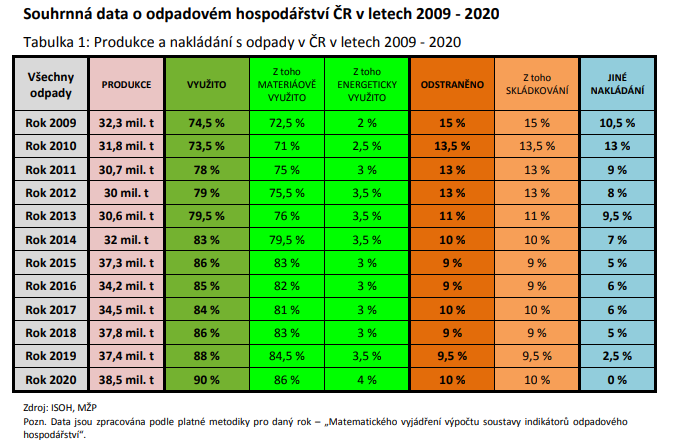 Souhrnná data o odpadovém hospodářství ČR v letech 2009 - 2020
Tabulka 1: Produkce a nakládání s odpady v ČR v letech 2009 - 2020
Všechny odpady | PRODUKCE | VYUŽITO | Z toho MATERIÁOVĚ VYUŽITO | Z toho ENERGETICKY VYUŽITO | ODSTRANĚNO | Z toho SKLÁDKOVÁNÍ | JINÉ NAKLÁDÁNÍ
Rok 2009 | 32,3 mil. t | 74,5 % | 72,5 % | 2 % | 15 % | 15 % | 10,5 %
Rok 2010 | 31,8 mil. t | 73,5 % | 71 % | 2,5 % | 13,5 % | 13,5 % | 13 %
Rok 2011 | 30,7 mil. t | 78 % | 75 % | 3 % | 13 % | 13 % | 9 %
Rok 2012 | 30 mil. t | 79 % | 75,5 % | 3,5 % | 13 % | 13 % | 8 %
Rok 2013 | 30,6 mil. t | 79,5 % | 76 % | 3,5 % | 11 % | 11 % | 9,5 %
Rok 2014 | 32 mil. t | 83 % | 79,5 % | 3,5 % | 10 % | 10 % | 7 %
Rok 2015 | 37,3 mil. t | 86 % | 83 % | 3 % | 9 % | 9 % | 5 %
Rok 2016 | 34,2 mil. t | 85 % | 82 % | 3 % | 9 % | 9 % | 6 %
Rok 2017 | 34,5 mil. t | 84 % | 81 % | 3 % | 10 % | 10 % | 6 %
Rok 2018 | 37,8 mil. t | 86 % | 83 % | 3 % | 9 % | 9 % | 5 %
Rok 2019 | 37,4 mil. t | 88 % | 84,5 % | 3,5 % | 9,5 % | 9,5 % | 2,5 %
Rok 2020 | 38,5 mil. t | 90 % | 86 % | 4 % | 10 % | 10 % | 0 %
Zdroj: ISOH, MŽP
Pozn. Data jsou zpracována podle platné metodiky pro daný rok – „Matematického vyjádření výpočtu soustavy indikátorů odpadového
hospodářství“.